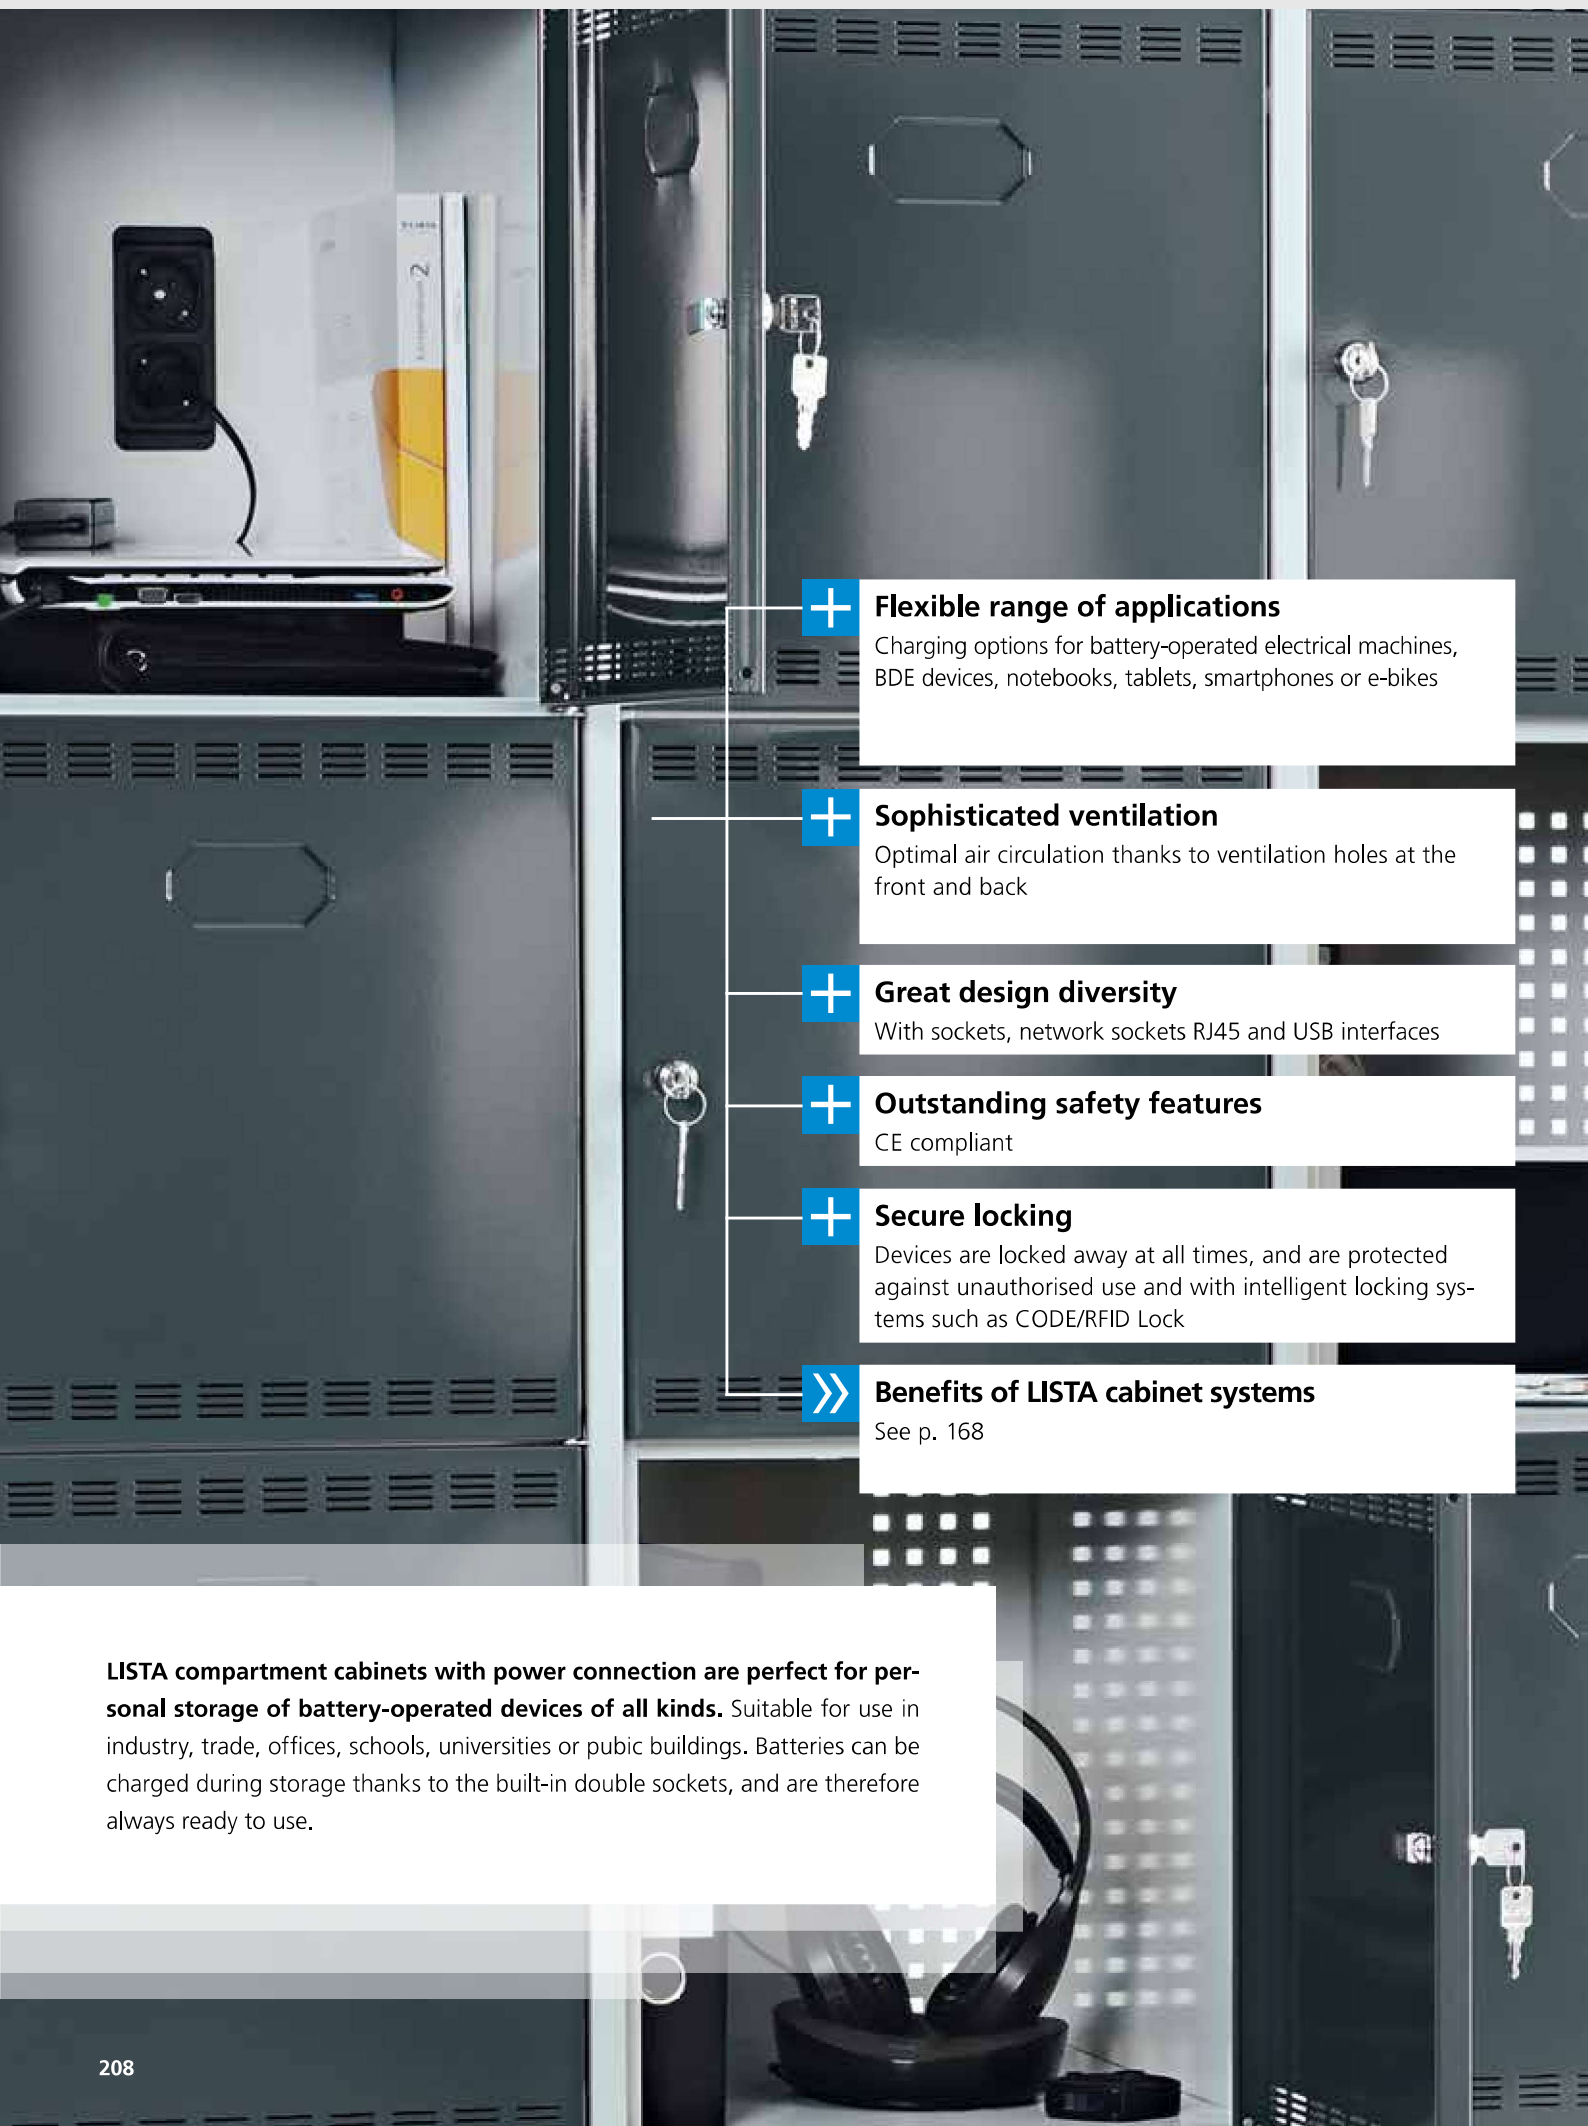 Flexible range of applications
Charging options for battery-operated electrical machines,
BDE devices, notebooks, tablets, smartphones or e-bikes
Sophisticated ventilation
Optimal air circulation thanks to ventilation holes at the
front and back
Great design diversity
With sockets, network sockets RJ45 and USB interfaces
Outstanding safety features
CE compliant
Secure locking
Devices are locked away at all times, and are protected
against unauthorised use and with intelligent locking sys-
tems such as CODE/RFID Lock
Benefits of LISTA cabinet systems
See p. 168
LISTA compartment cabinets with power connection are perfect for per-
sonal storage of battery-operated devices of all kinds. Suitable for use in
industry, trade, offices, schools, universities or pubic buildings. Batteries can be
charged during storage thanks to the built-in double sockets, and are therefore
always ready to use.
208